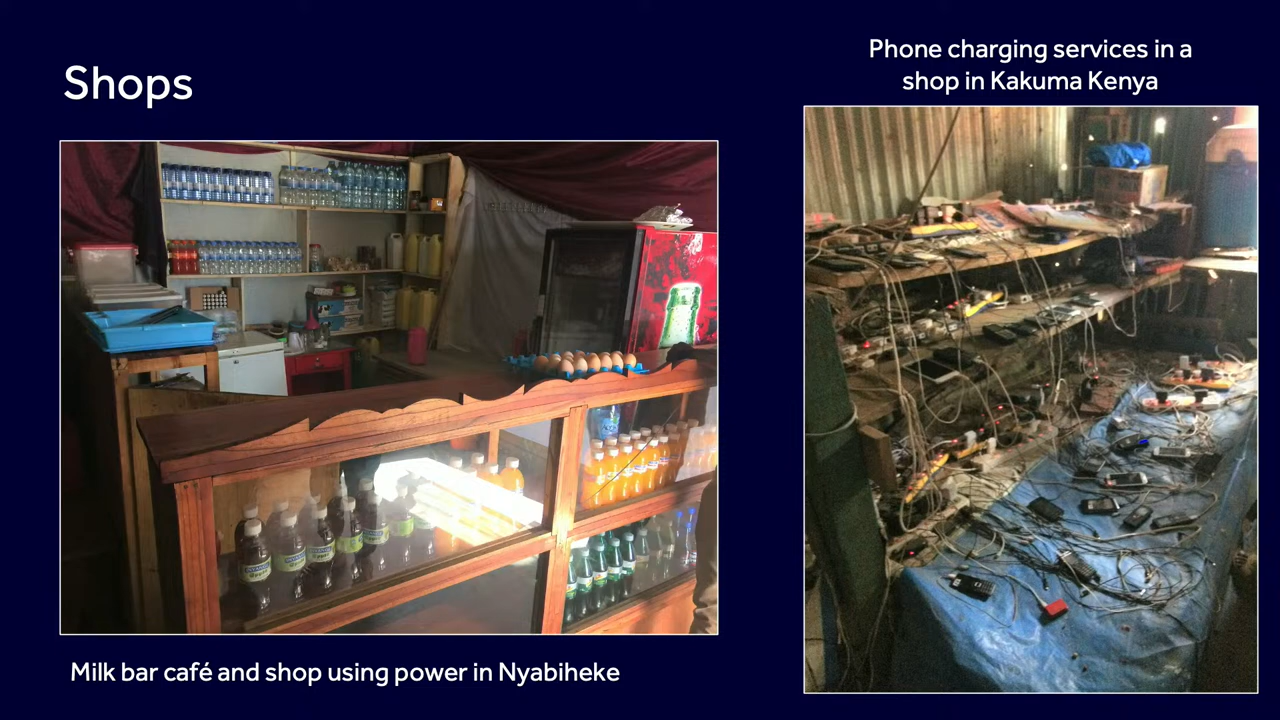 Shops
Phone charging services in a
shop in Kakuma Kenya
Milk bar café and shop using power in Nyabiheke